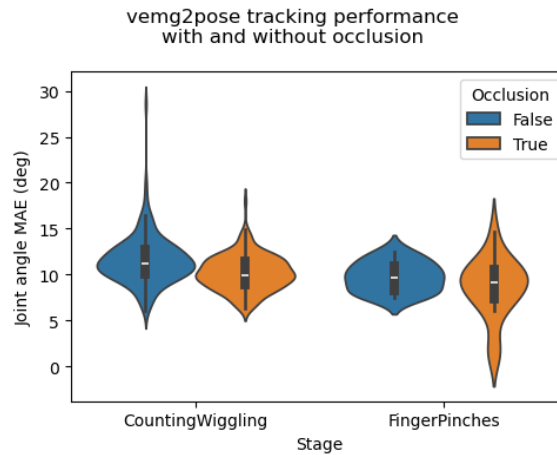 vemg2pose tracking performance
with and without occlusion
Joint angle MAE (deg)
30
25
20
15
10
5
0
Occlusion
False
True
CountingWiggling
FingerPinches
Stage